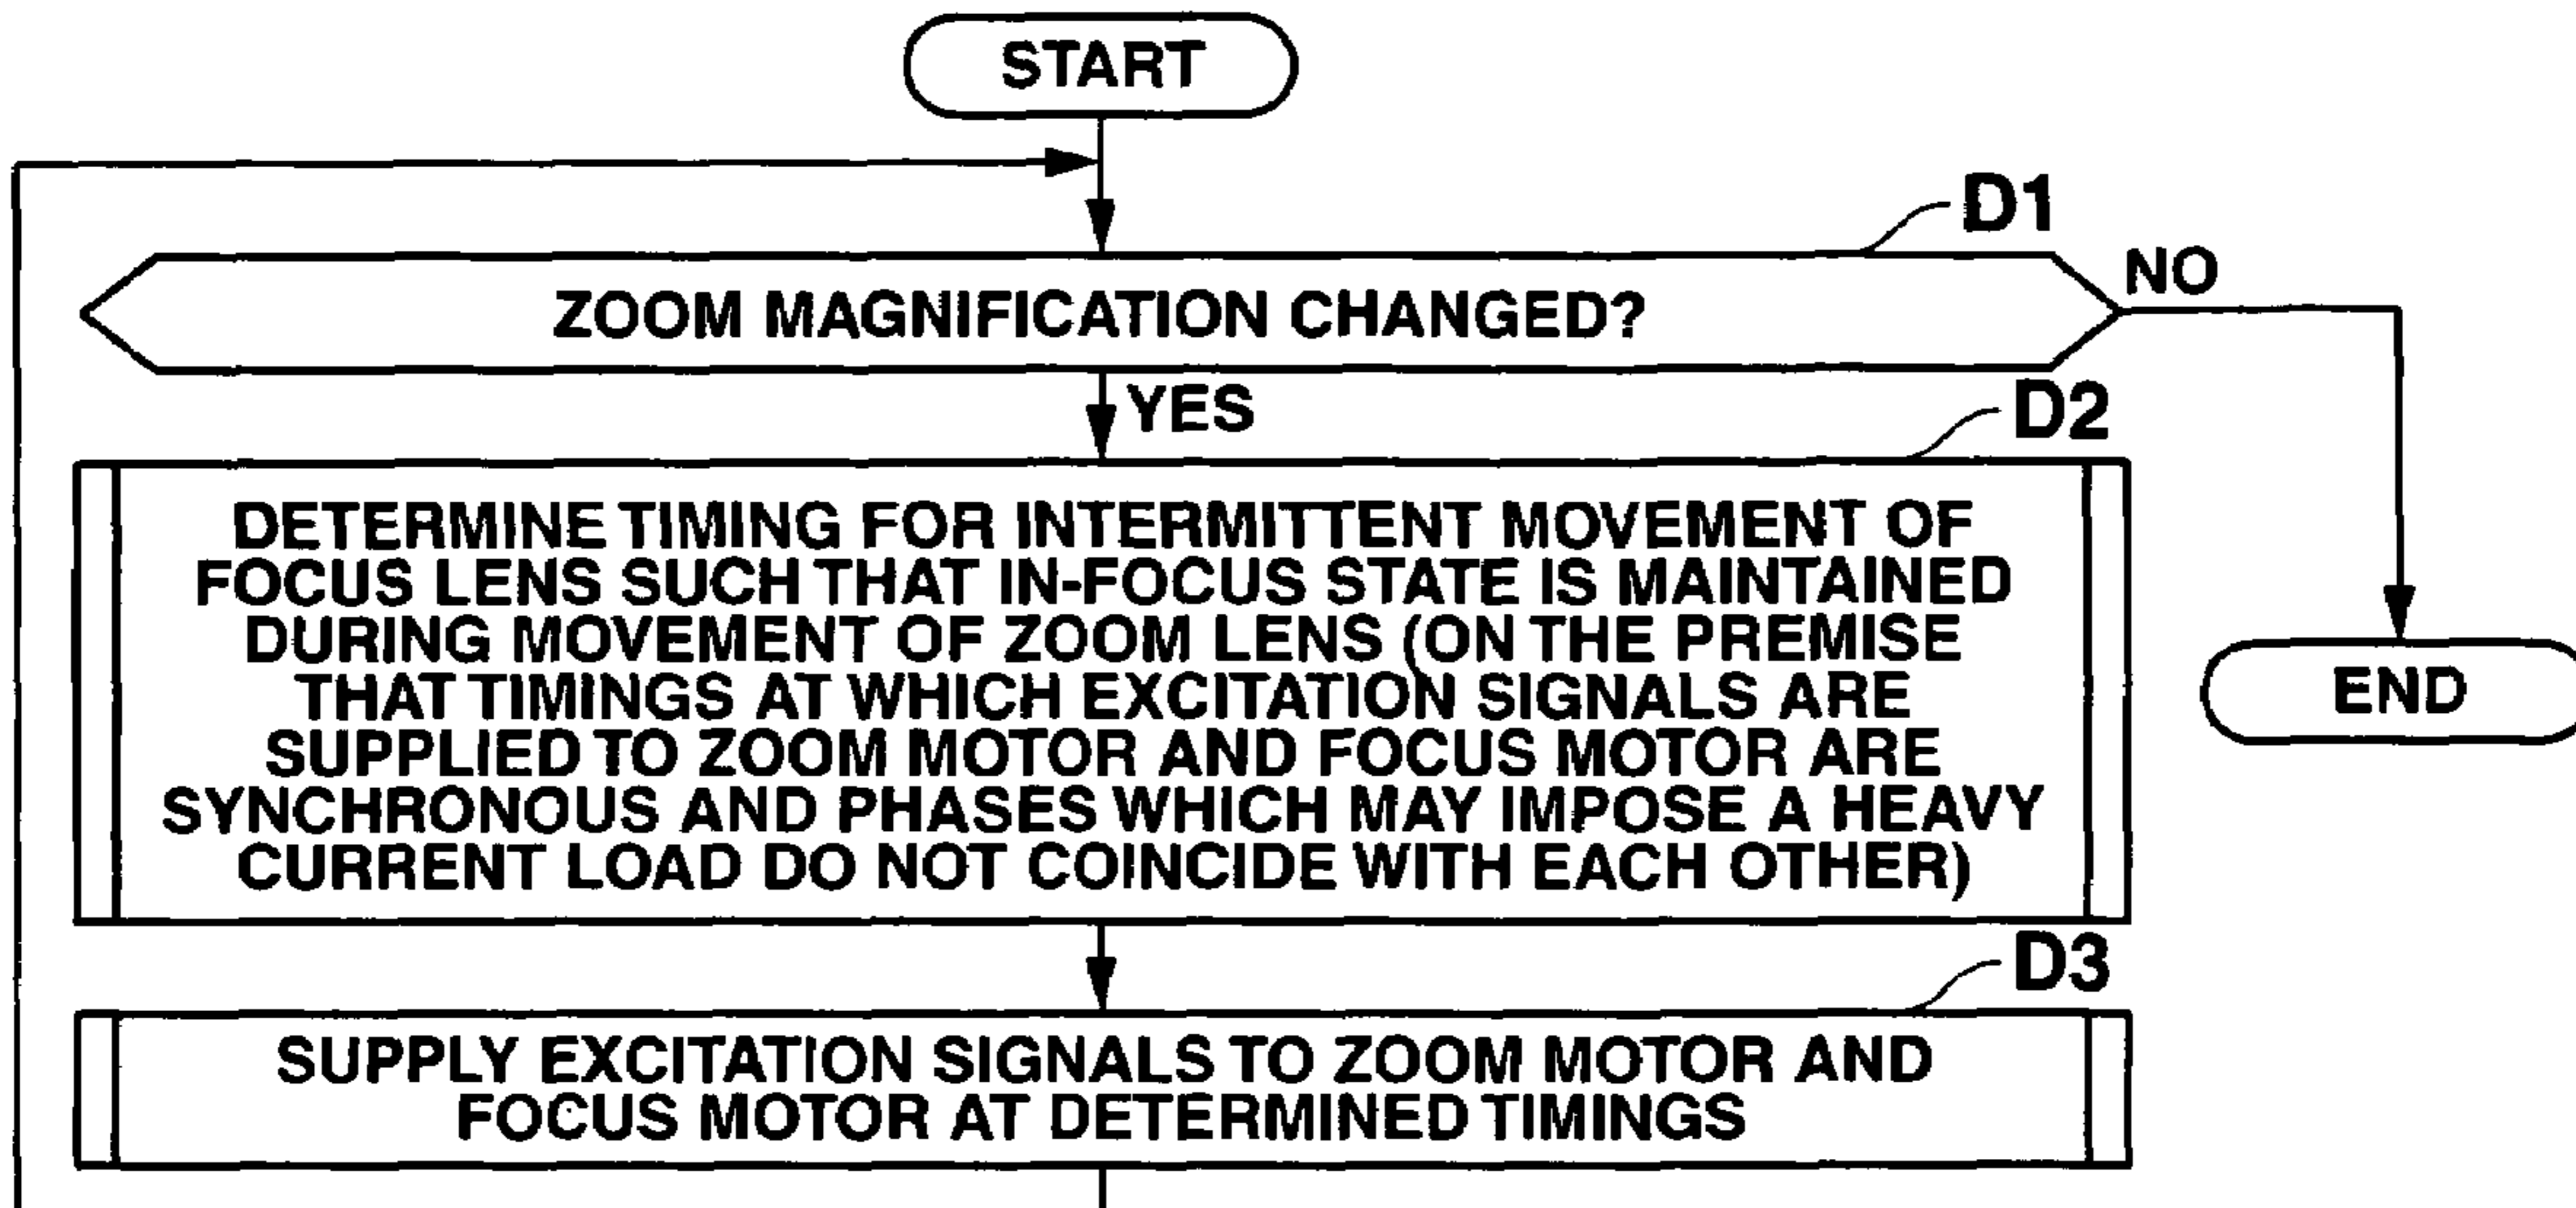 START
D1
ZOOM MAGNIFICATION CHANGED?
NO
YES
D2
DETERMINE TIMING FOR INTERMITTENT MOVEMENT OF
FOCUS LENS SUCH THAT IN-FOCUS STATE IS MAINTAINED
DURING MOVEMENT OF ZOOM LENS (ON THE PREMISE
THAT TIMINGS AT WHICH EXCITATION SIGNALS ARE
SUPPLIED TO ZOOM MOTOR AND FOCUS MOTOR ARE
SYNCHRONOUS AND PHASES WHICH MAY IMPOSE A HEAVY
CURRENT LOAD DO NOT COINCIDE WITH EACH OTHER)
END
D3
SUPPLY EXCITATION SIGNALS TO ZOOM MOTOR AND
FOCUS MOTOR AT DETERMINED TIMINGS